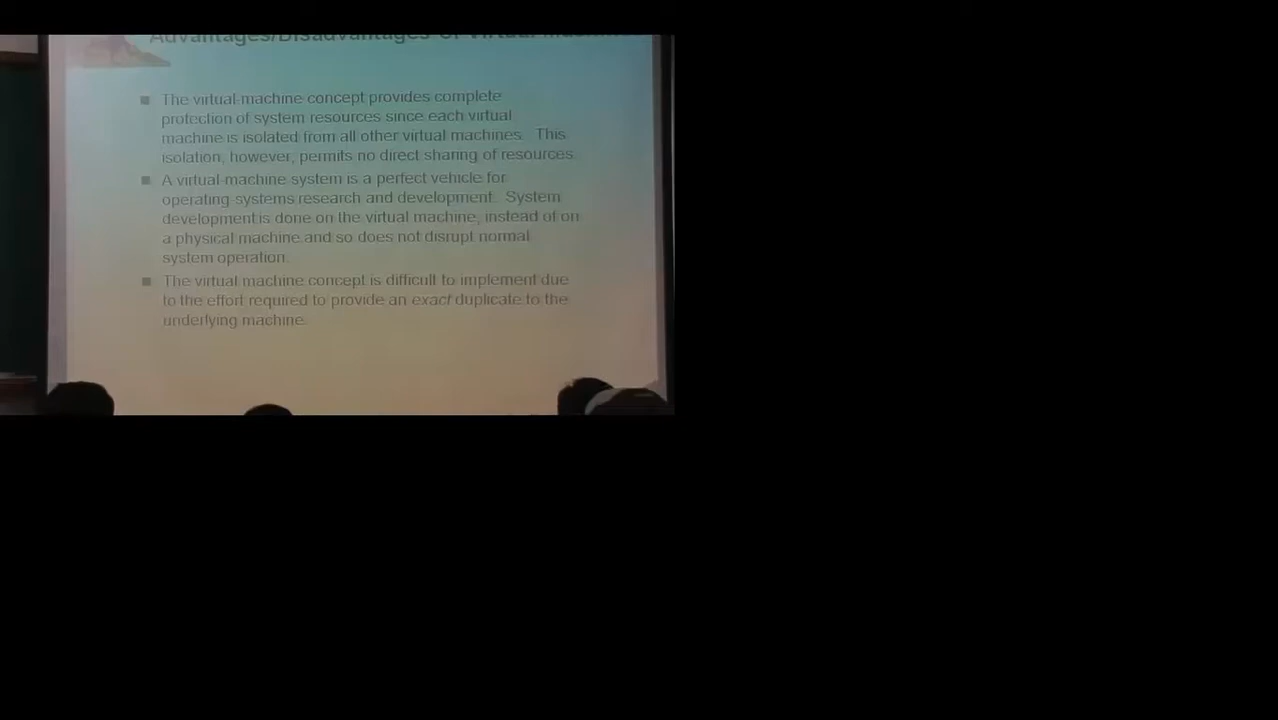 Advantages/Disadvantages of Virtual Machines
The virtual-machine concept provides complete
protection of system resources since each virtual
machine is isolated from all other virtual machines. This
isolation, however, permits no direct sharing of resources.
A virtual-machine system is a perfect vehicle for
operating-systems research and development. System
development is done on the virtual machine, instead of on
a physical machine and so does not disrupt normal
system operation.
The virtual machine concept is difficult to implement due
to the effort required to provide an exact duplicate to the
underlying machine.